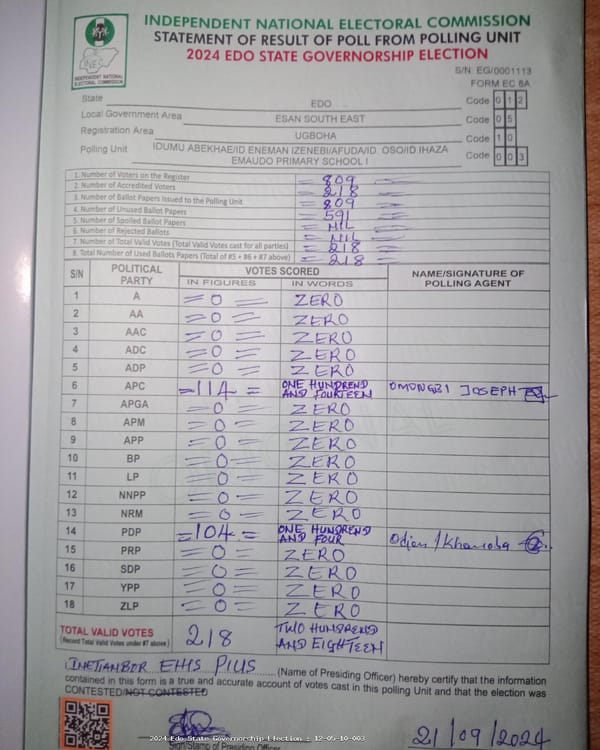 INDEPENDENT NATIONAL ELECTORAL COMMISSION
STATEMENT OF RESULT OF POLL FROM POLLING UNIT
2024 EDO STATE GOVERNORSHIP ELECTION
INEC
INDEPENDENT NATIONAL
ELECTORAL COMMISSION
S/N: EG/0001113
FORM EC 8A
State EDO Code 0 1 2
Local Government Area ESAN SOUTH EAST Code 0 5
Registration Area UGBOHA Code 1 0
Polling Unit IDUMU ABEKHAE/ID ENEMAN IZENEBI/AFUDA/ID OSO/ID IHAZA Code 0 0 3
EMAUDO PRIMARY SCHOOL I
1. Number of Voters on the Register = 809 =
2. Number of Accredited Voters = 218 =
3. Number of Ballot Papers Issued to the Polling Unit = 809 =
4. Number of Unused Ballot Papers = 591 =
5. Number of Spoiled Ballot Papers = NIL =
6. Number of Rejected Ballots = NIL =
7. Number of Total Valid Votes (Total Valid Votes cast for all parties) = 218 =
8. Total Number of Used Ballots Papers (Total of #5 + #6 + #7 above) = 218 =
S/N POLITICAL PARTY VOTES SCORED NAME/SIGNATURE OF POLLING AGENT
IN FIGURES IN WORDS
1 A = 0 = ZERO
2 AA = 0 = ZERO
3 AAC = 0 = ZERO
4 ADC = 0 = ZERO
5 ADP = 0 = ZERO
6 APC = 114 = ONE HUNDREND AND FOURTEEN OMONGBI JOSEPH
7 APGA = 0 = ZERO
8 APM = 0 = ZERO
9 APP = 0 = ZERO
10 BP = 0 = ZERO
11 LP = 0 = ZERO
12 NNPP = 0 = ZERO
13 NRM = 0 = ZERO
14 PDP = 104 = ONE HUNDREND AND FOUR
15 PRP = 0 = ZERO
16 SDP = 0 = ZERO
17 YPP = 0 = ZERO
18 ZLP = 0 = ZERO
TOTAL VALID VOTES 218 TWO HUNDREND AND EIGHTEEN
(Record Total Valid Votes under #7 above)
EHIS PIUS (Name of Presiding Officer) hereby certify that the information
contained in this form is a true and accurate account of votes cast in this polling Unit and that the election was
CONTESTED/NOT CONTESTED
21/09/2024
Sign/Stamp of Presiding Officer
2024 Edo State Governorship Election : 12-05-10-003